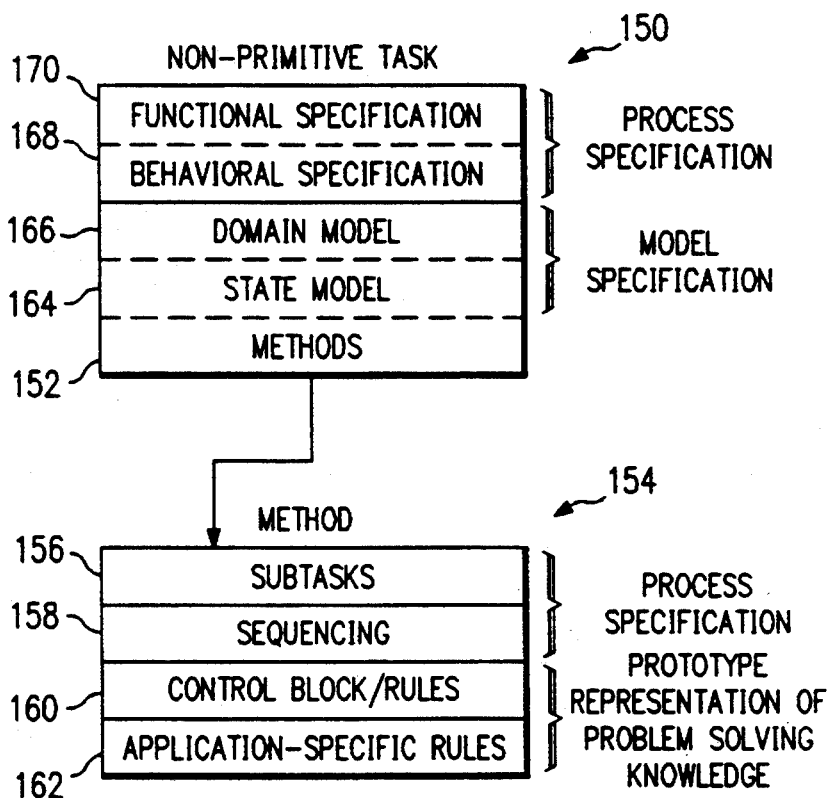 150
NON-PRIMITIVE TASK
170
FUNCTIONAL SPECIFICATION
PROCESS
SPECIFICATION
168
BEHAVIORAL SPECIFICATION
166
DOMAIN MODEL
MODEL
SPECIFICATION
164
STATE MODEL
METHODS
152
154
METHOD
156
SUBTASKS
PROCESS
SPECIFICATION
158
SEQUENCING
160
CONTROL BLOCK/RULES
PROTOTYPE
REPRESENTATION OF
PROBLEM SOLVING
KNOWLEDGE
APPLICATION-SPECIFIC RULES
162